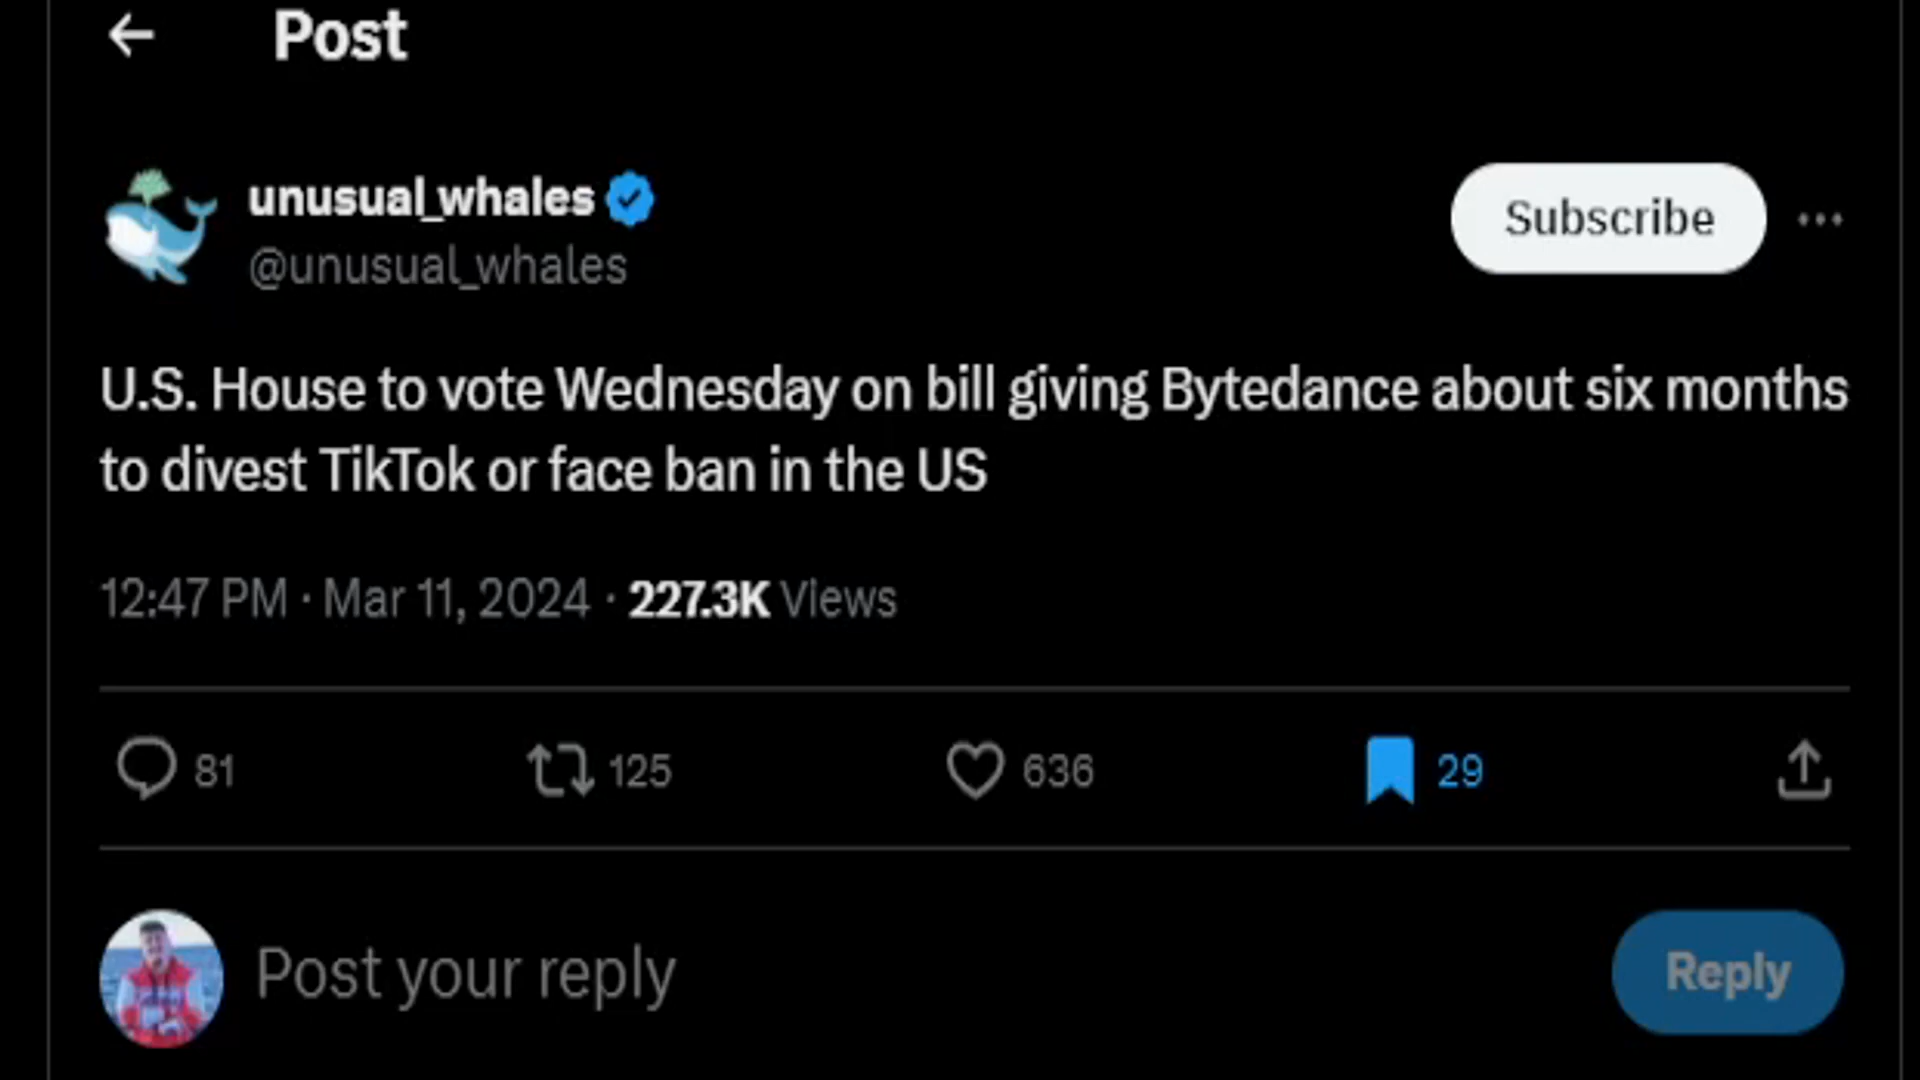 Post
unusual_whales
@unusual_whales
Subscribe
U.S. House to vote Wednesday on bill giving Bytedance about six months
to divest TikTok or face ban in the US
12:47 PM · Mar 11, 2024 · 227.3K Views
81 125 636 29
Post your reply
Reply